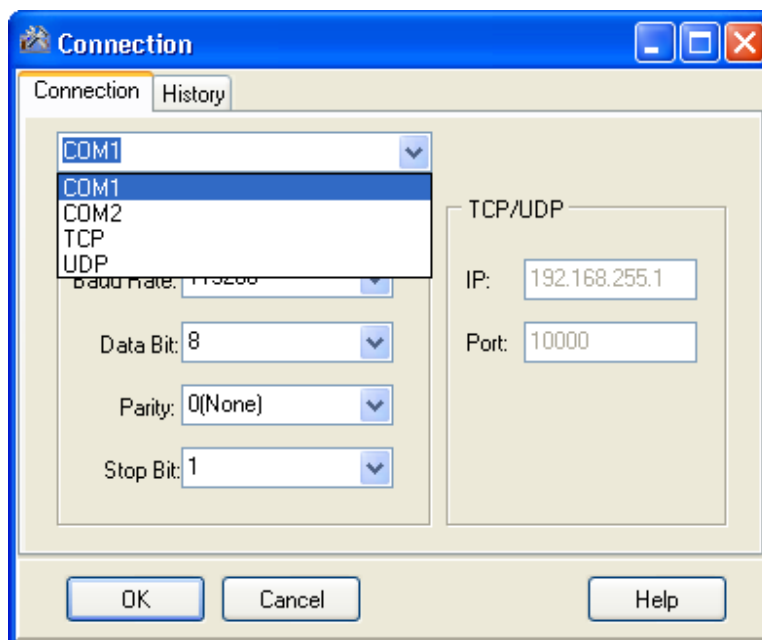 Connection
Connection History
COM1
COM1
COM2
TCP
UDP
Baud Rate: 115200
Data Bit: 8
Parity: 0(None)
Stop Bit: 1
TCP/UDP
IP: 192.168.255.1
Port: 10000
OK Cancel Help